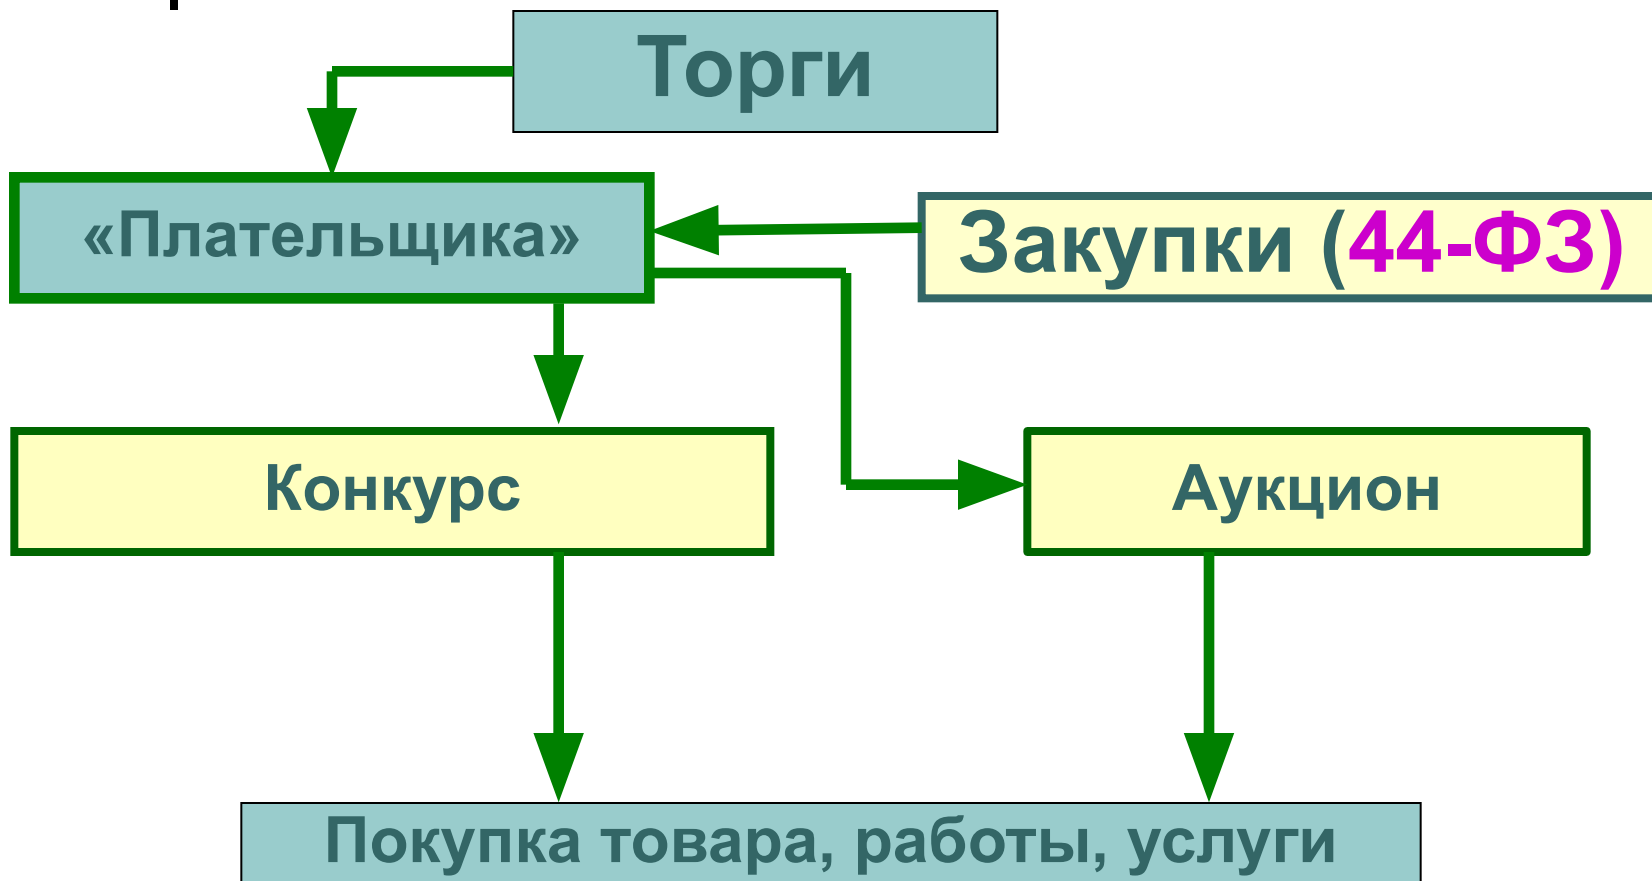 Торги
«Плательщика»
Закупки (44-ФЗ)
Конкурс
Аукцион
Покупка товара, работы, услуги